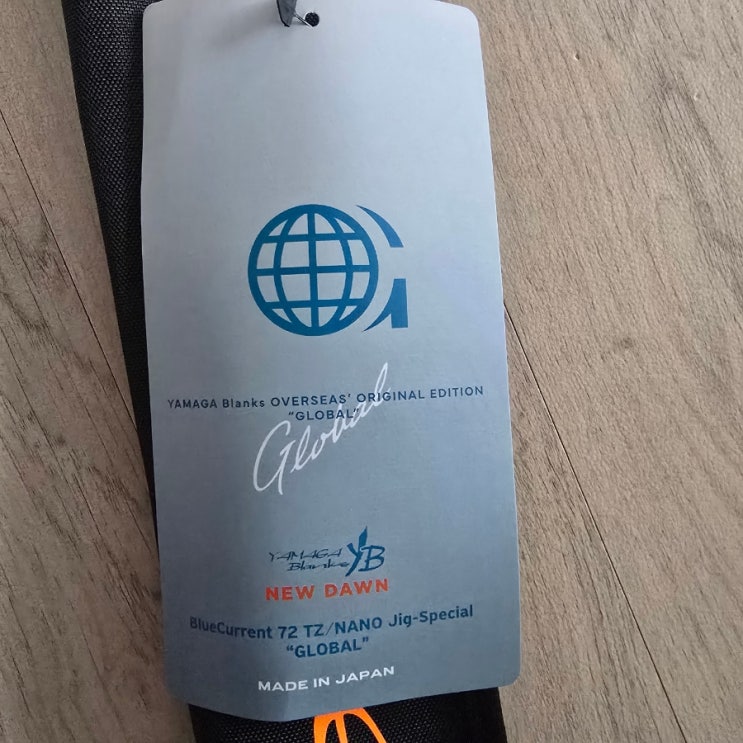 YAMAGA Blanks OVERSEAS' ORIGINAL EDITION
"GLOBAL"
Global
YAMAGA
Blanks YB
NEW DAWN
BlueCurrent 72 TZ/NANO Jig-Special
"GLOBAL"
MADE IN JAPAN